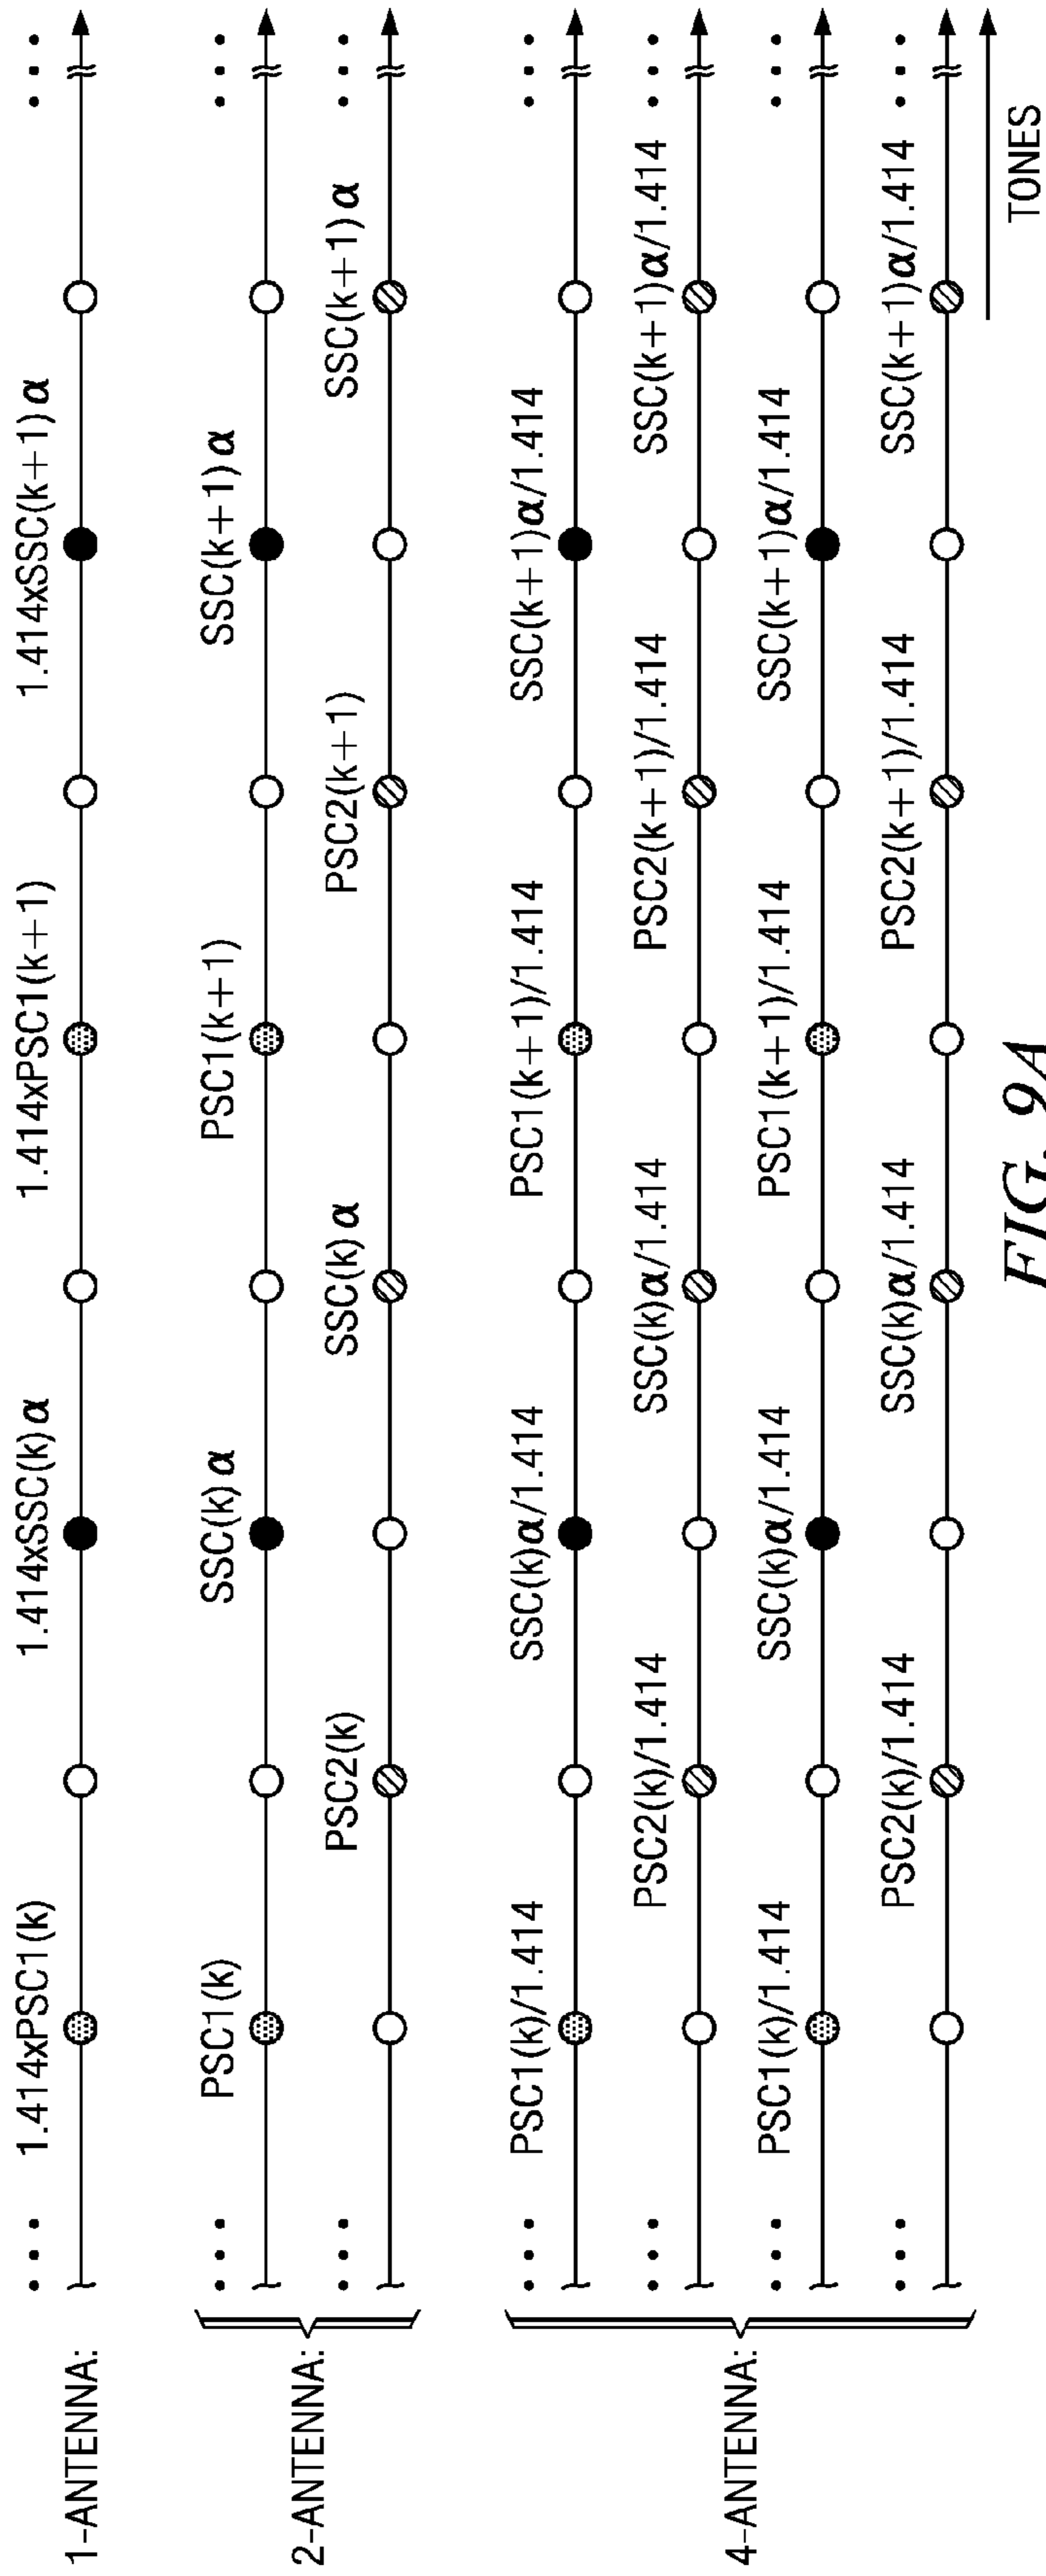 1-ANTENNA:
... 1.414xPSC1(k) 1.414xSSC(k)α 1.414xPSC1(k+1) 1.414xSSC(k+1)α ...
2-ANTENNA:
... PSC1(k) SSC(k)α PSC1(k+1) SSC(k+1)α ...
... PSC2(k) SSC(k)α PSC2(k+1) SSC(k+1)α ...
4-ANTENNA:
... PSC1(k)/1.414 SSC(k)α/1.414 PSC1(k+1)/1.414 SSC(k+1)α/1.414 ...
... PSC2(k)/1.414 SSC(k)α/1.414 PSC2(k+1)/1.414 SSC(k+1)α/1.414 ...
... PSC1(k)/1.414 SSC(k)α/1.414 PSC1(k+1)/1.414 SSC(k+1)α/1.414 ...
... PSC2(k)/1.414 SSC(k)α/1.414 PSC2(k+1)/1.414 SSC(k+1)α/1.414 ...
TONES
FIG. 9A